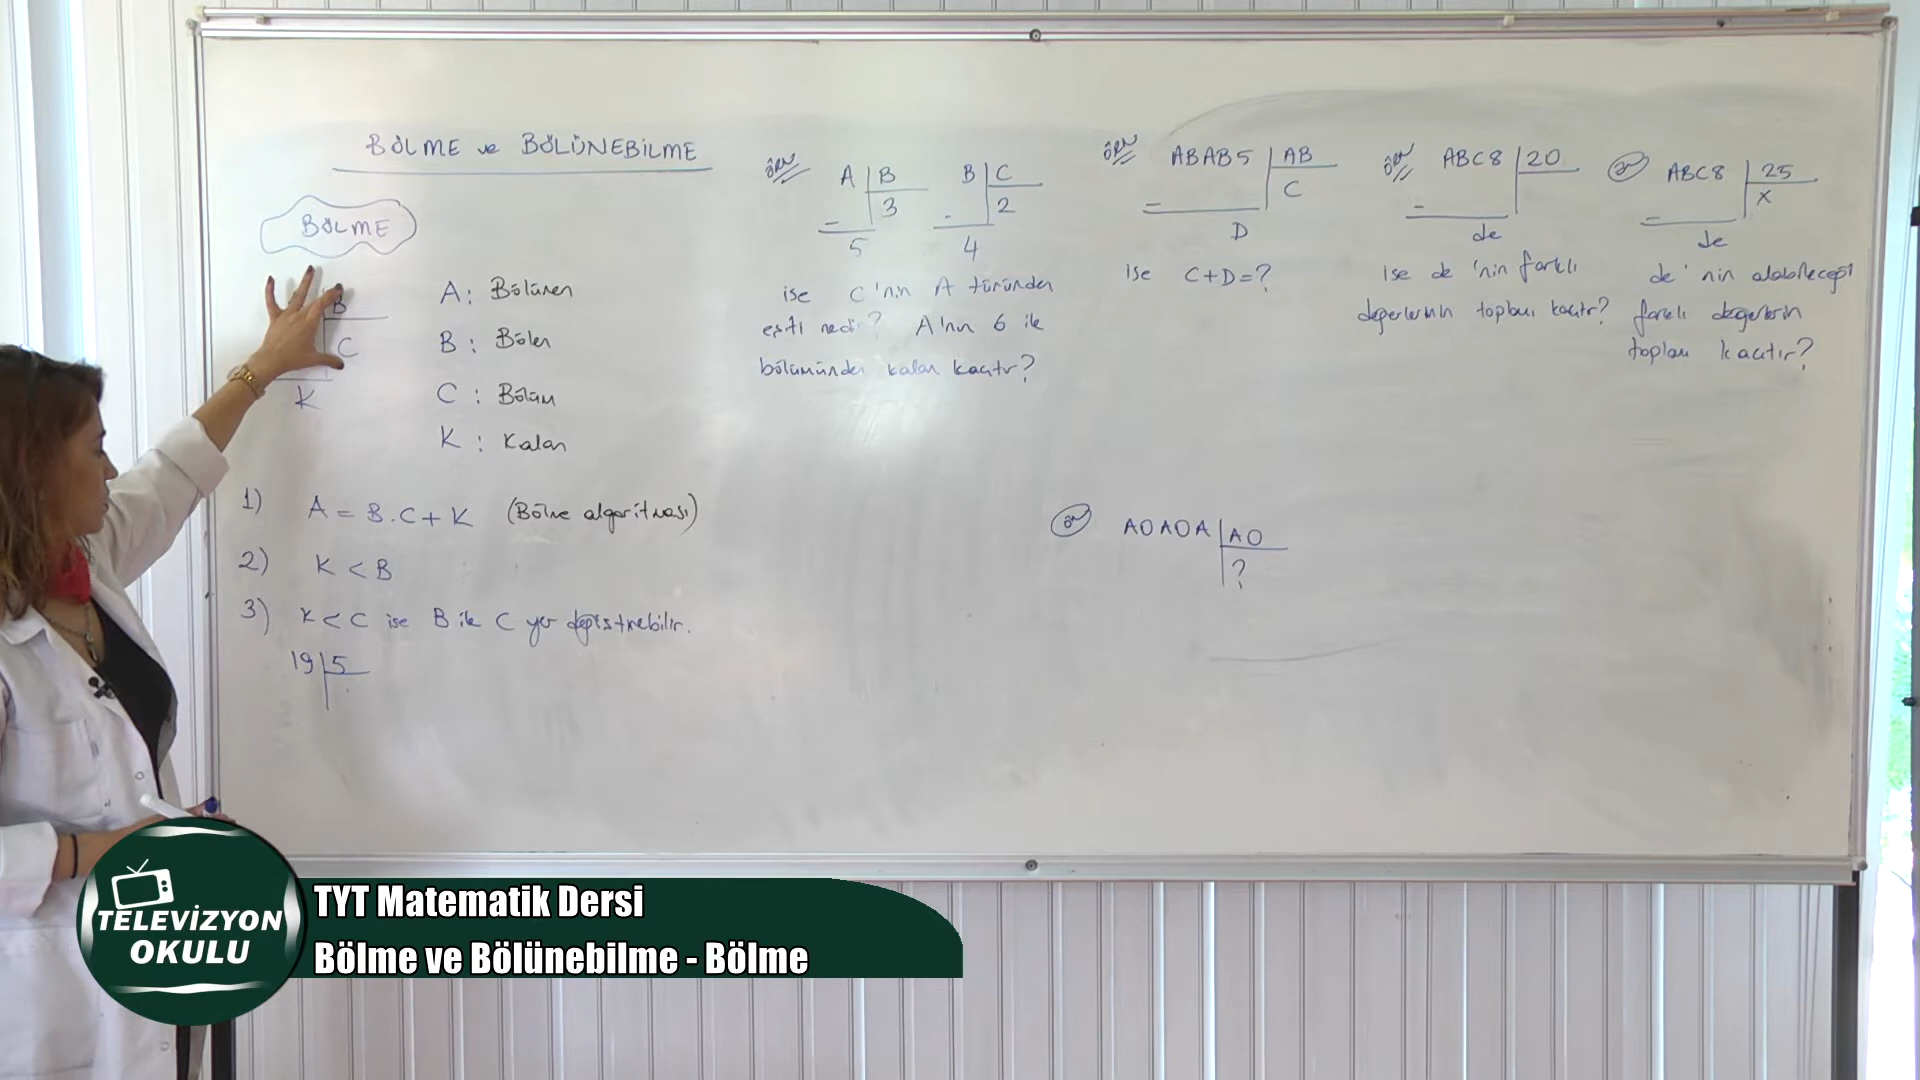 BÖLME ve BÖLÜNEBİLME
BÖLME
B
C
K
A : Bölünen
B : Bölen
C : Bölüm
K : Kalan
1) A = B.C + K (Bölme algoritması)
2) K < B
3) K < C ise B ile C yer değiştirebilir.
19 5
örn
A B
3
5
B C
2
4
ise C'nin A türünden
eşiti nedir? A'nın 6 ile
bölümünden kalan kaçtır?
örn
ABAB5 AB
C
D
ise C+D=?
ör
ABC8 20
de
ise de 'nin farklı
değerlerinin toplamı kaçtır?
ABC8 25
X
de
de 'nin alabileceği
farklı değerlerin
toplamı kaçtır?
A0A0A A0
?
TELEVİZYON
OKULU
TYT Matematik Dersi
Bölme ve Bölünebilme - Bölme